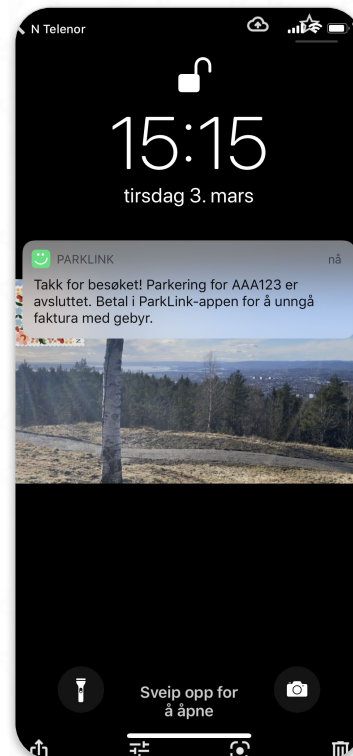 N Telenor
15:15
tirsdag 3. mars
PARKLINK nå
Takk for besøket! Parkering for AAA123 er
avsluttet. Betal i ParkLink-appen for å unngå
faktura med gebyr.
Sveip opp for
å åpne